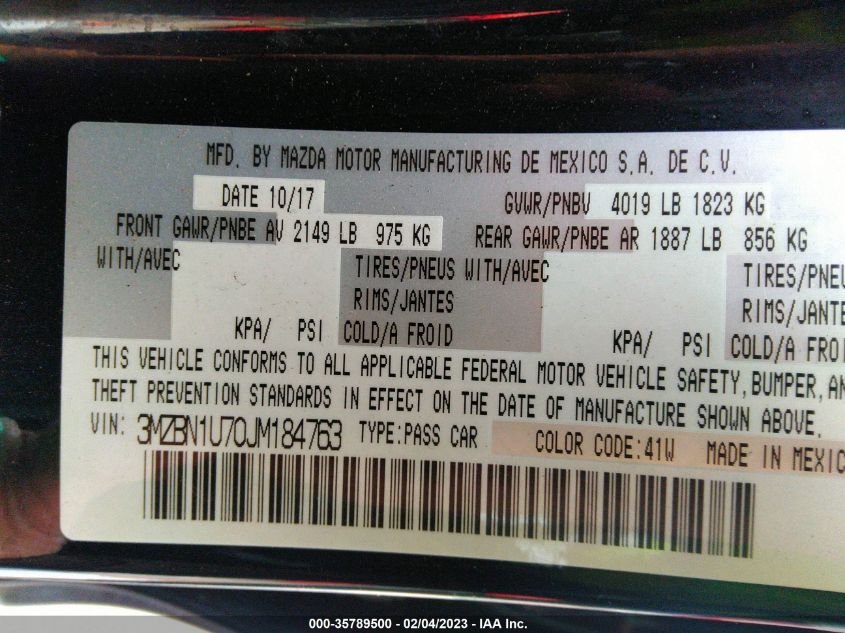 MFD. BY MAZDA MOTOR MANUFACTURING DE MEXICO S.A. DE C.V.
DATE 10/17 GVWR/PNBV 4019 LB 1823 KG
FRONT GAWR/PNBE AV 2149 LB 975 KG REAR GAWR/PNBE AR 1887 LB 856 KG
WITH/AVEC TIRES/PNEUS WITH/AVEC TIRES/PNEU
RIMS/JANTES RIMS/JANTE
KPA/ PSI COLD/A FROID KPA/ PSI COLD/A FROI
THIS VEHICLE CONFORMS TO ALL APPLICABLE FEDERAL MOTOR VEHICLE SAFETY, BUMPER, AN
THEFT PREVENTION STANDARDS IN EFFECT ON THE DATE OF MANUFACTURE SHOWN ABOVE.
VIN: 3MZBN1U70JM184763 TYPE:PASS CAR COLOR CODE:41W MADE IN MEXIC
000-35789500 - 02/04/2023 - IAA Inc.